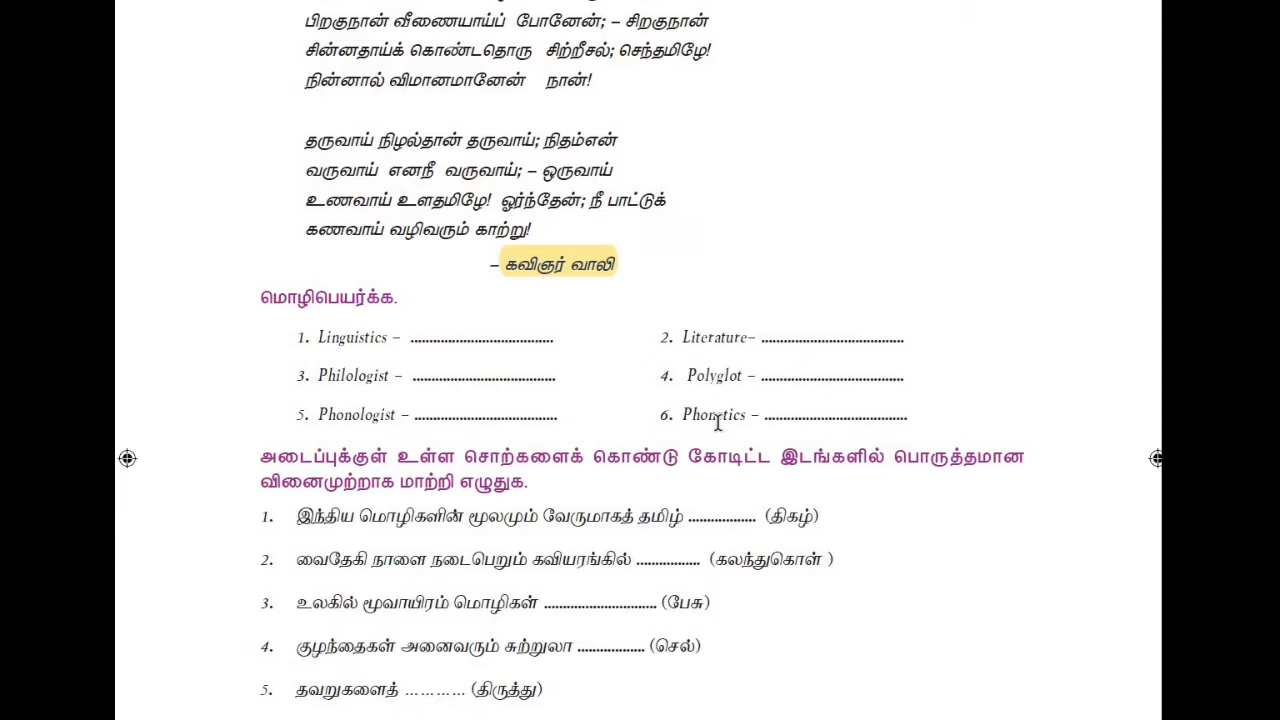 பிறகுநான் வீணையாய்ப் போனேன்; – சிறகுநான்
சின்னதாய்க் கொண்டதொரு சிற்றீசல்; செந்தமிழே!
நின்னால் விமானமானேன் நான்!
தருவாய் நிழல்தான் தருவாய்; நிதம்என்
வருவாய் எனநீ வருவாய்; – ஒருவாய்
உணவாய் உளதமிழே! ஓர்ந்தேன்; நீ பாட்டுக்
கணவாய் வழிவரும் காற்று!
– கவிஞர் வாலி
மொழிபெயர்க்க.
1. Linguistics – ...................................... 2. Literature– ......................................
3. Philologist – ...................................... 4. Polyglot – ......................................
5. Phonologist – ...................................... 6. Phonetics – ......................................
அடைப்புக்குள் உள்ள சொற்களைக் கொண்டு கோடிட்ட இடங்களில் பொருத்தமான
வினைமுற்றாக மாற்றி எழுதுக.
1. இந்திய மொழிகளின் மூலமும் வேருமாகத் தமிழ் .................. (திகழ்)
2. வைதேகி நாளை நடைபெறும் கவியரங்கில் ................. (கலந்துகொள் )
3. உலகில் மூவாயிரம் மொழிகள் .............................. (பேசு)
4. குழந்தைகள் அனைவரும் சுற்றுலா .................. (செல்)
5. தவறுகளைத் ………… (திருத்து)